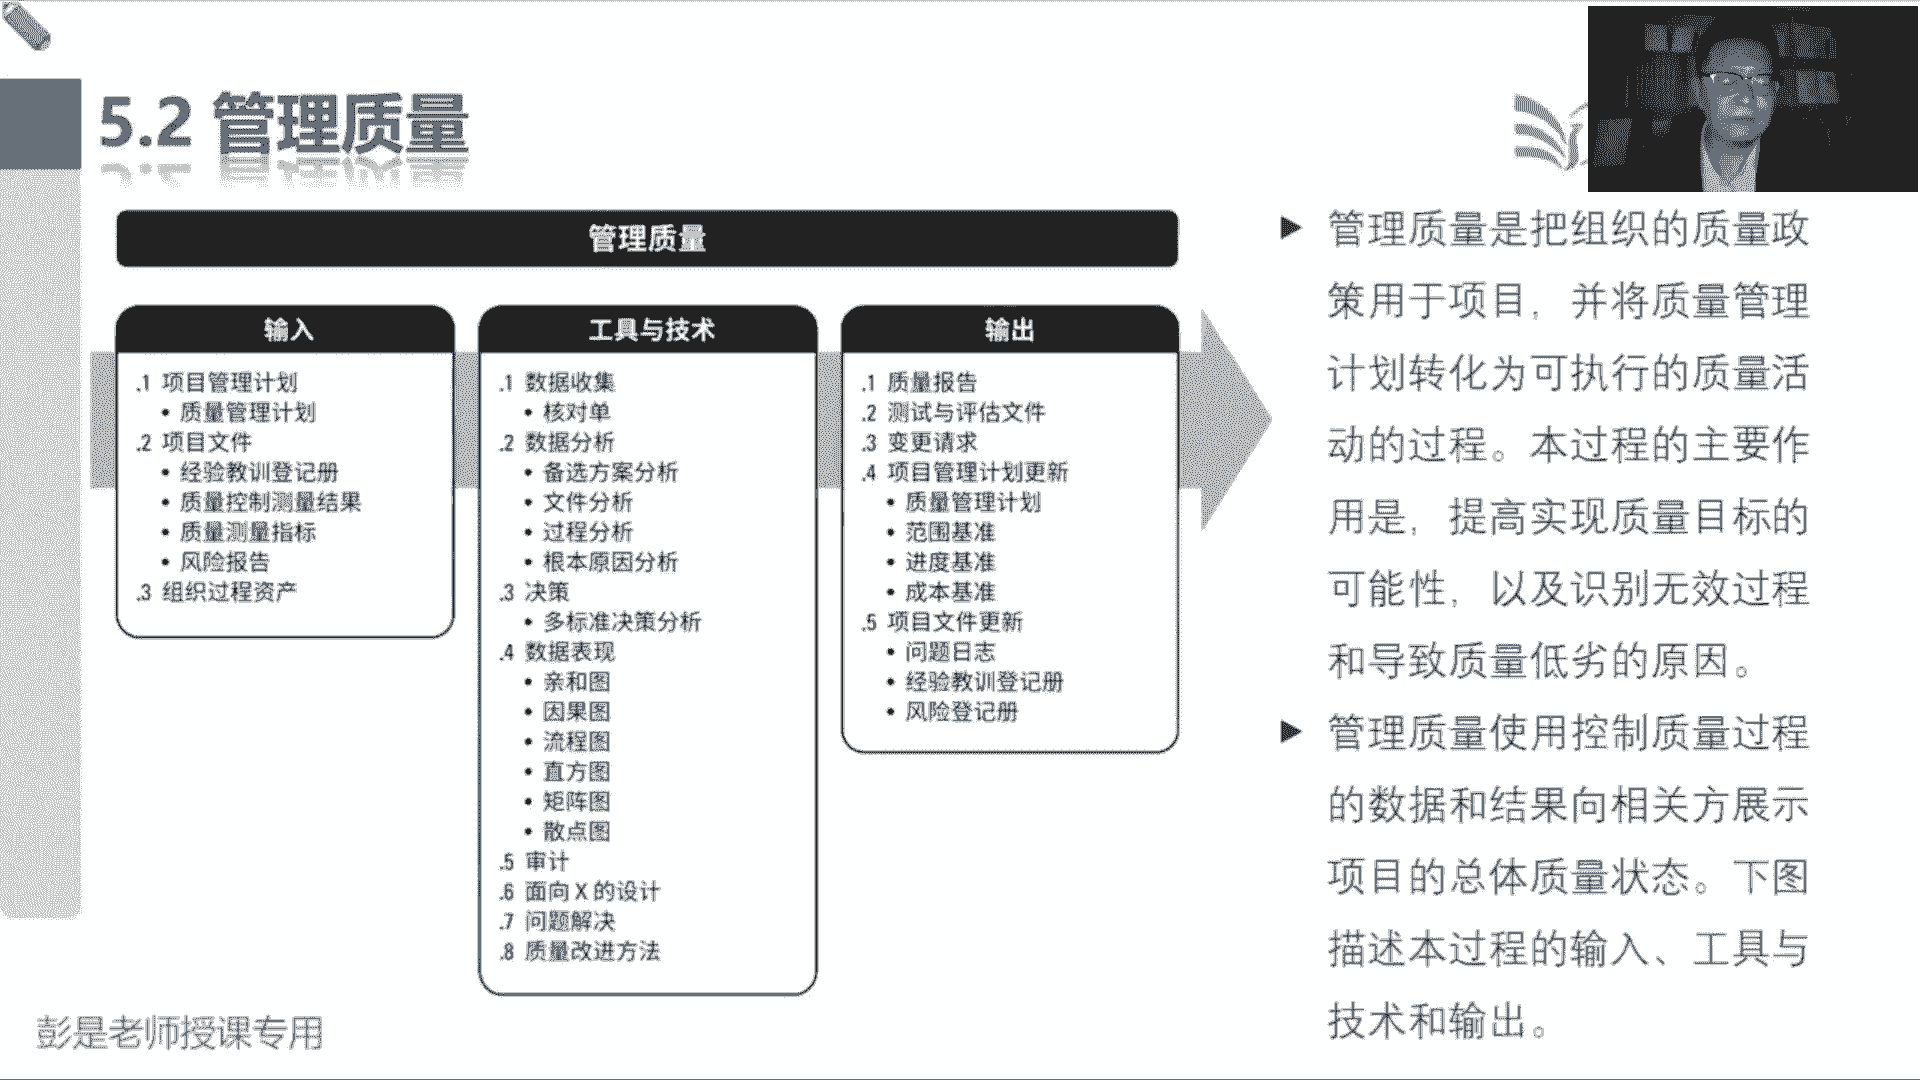 5.2 管理质量
管理质量
输入
.1 项目管理计划
• 质量管理计划
.2 项目文件
• 经验教训登记册
• 质量控制测量结果
• 质量测量指标
• 风险报告
.3 组织过程资产
工具与技术
.1 数据收集
• 核对单
.2 数据分析
• 备选方案分析
• 文件分析
• 过程分析
• 根本原因分析
.3 决策
• 多标准决策分析
.4 数据表现
• 亲和图
• 因果图
• 流程图
• 直方图
• 矩阵图
• 散点图
.5 审计
.6 面向 X 的设计
.7 问题解决
.8 质量改进方法
输出
.1 质量报告
.2 测试与评估文件
.3 变更请求
.4 项目管理计划更新
• 质量管理计划
• 范围基准
• 进度基准
• 成本基准
.5 项目文件更新
• 问题日志
• 经验教训登记册
• 风险登记册
管理质量是把组织的质量政
策用于项目，并将质量管理
计划转化为可执行的质量活
动的过程。本过程的主要作
用是，提高实现质量目标的
可能性，以及识别无效过程
和导致质量低劣的原因。
管理质量使用控制质量过程
的数据和结果向相关方展示
项目的总体质量状态。下图
描述本过程的输入、工具与
技术和输出。
彭是老师授课专用